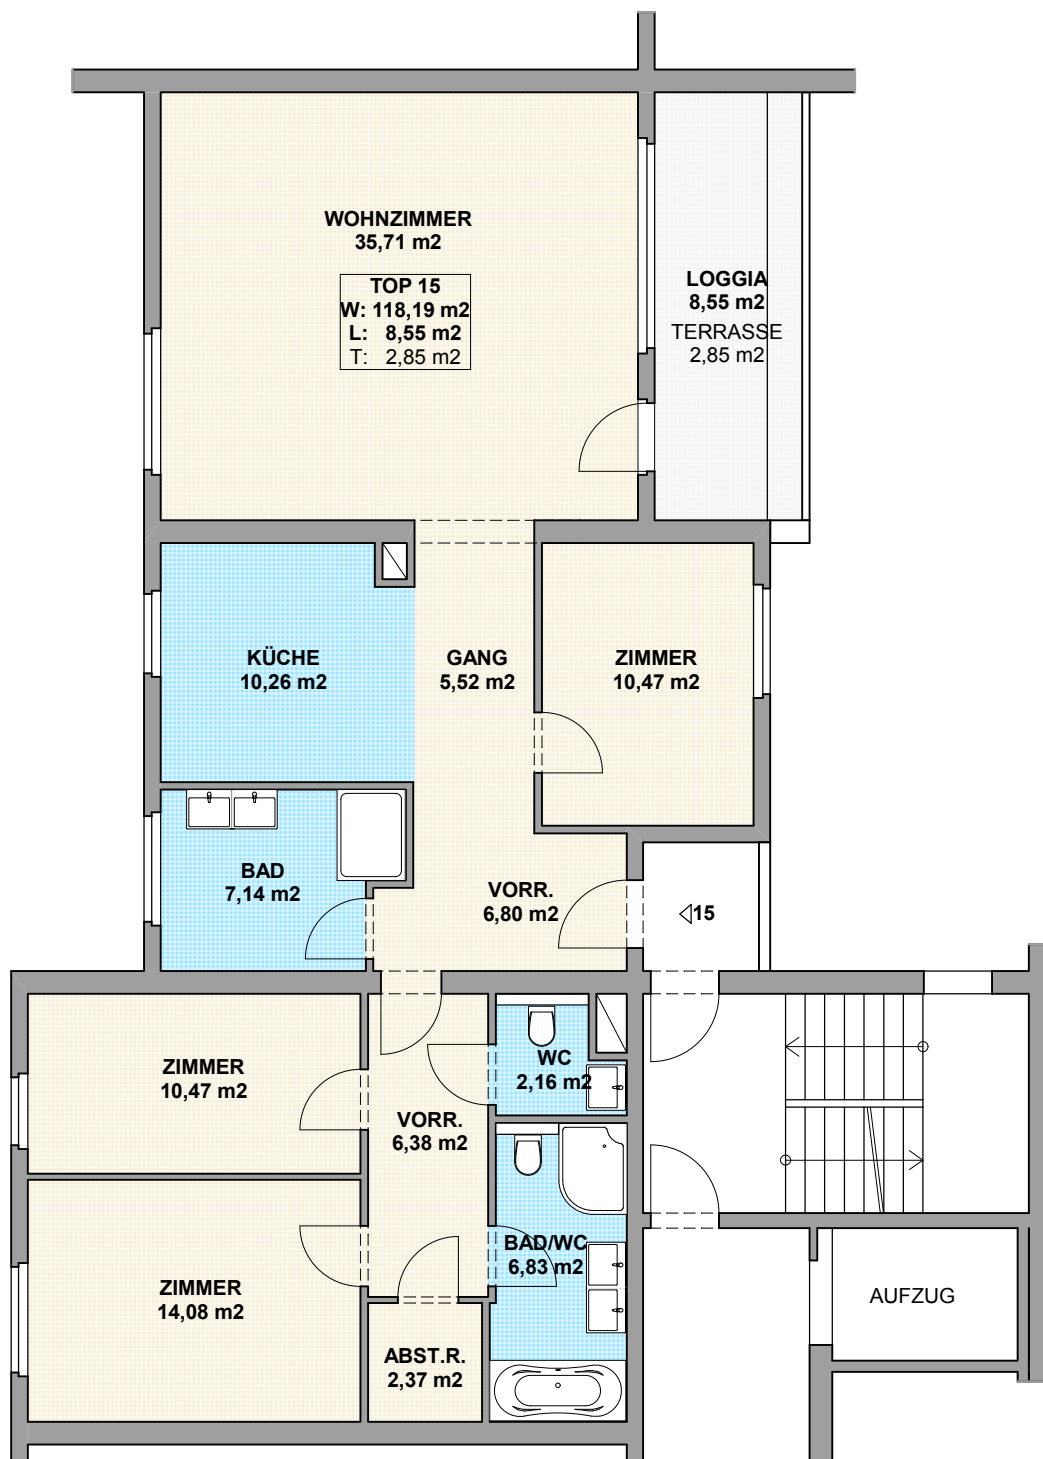 WOHNZIMMER
35,71 m2
TOP 15
W: 118,19 m2
L: 8,55 m2
T: 2,85 m2
LOGGIA
8,55 m2
TERRASSE
2,85 m2
KÜCHE
10,26 m2
GANG
5,52 m2
ZIMMER
10,47 m2
BAD
7,14 m2
VORR.
6,80 m2
15
ZIMMER
10,47 m2
VORR.
6,38 m2
WC
2,16 m2
BAD/WC
6,83 m2
ZIMMER
14,08 m2
ABST.R.
2,37 m2
AUFZUG